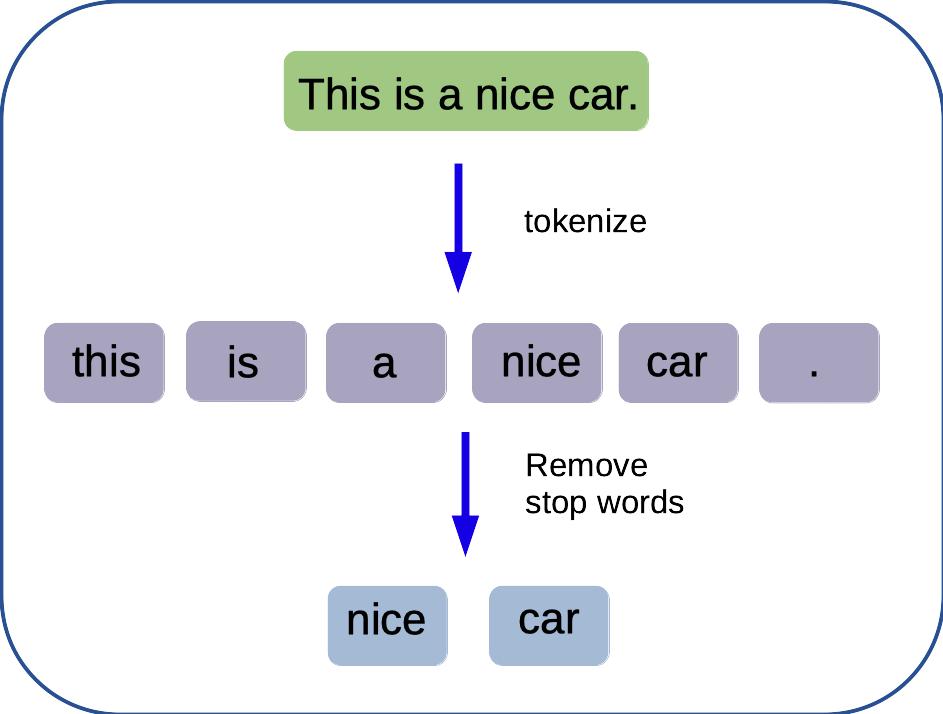 This is a nice car.
tokenize
this is a nice car .
Remove
stop words
nice car